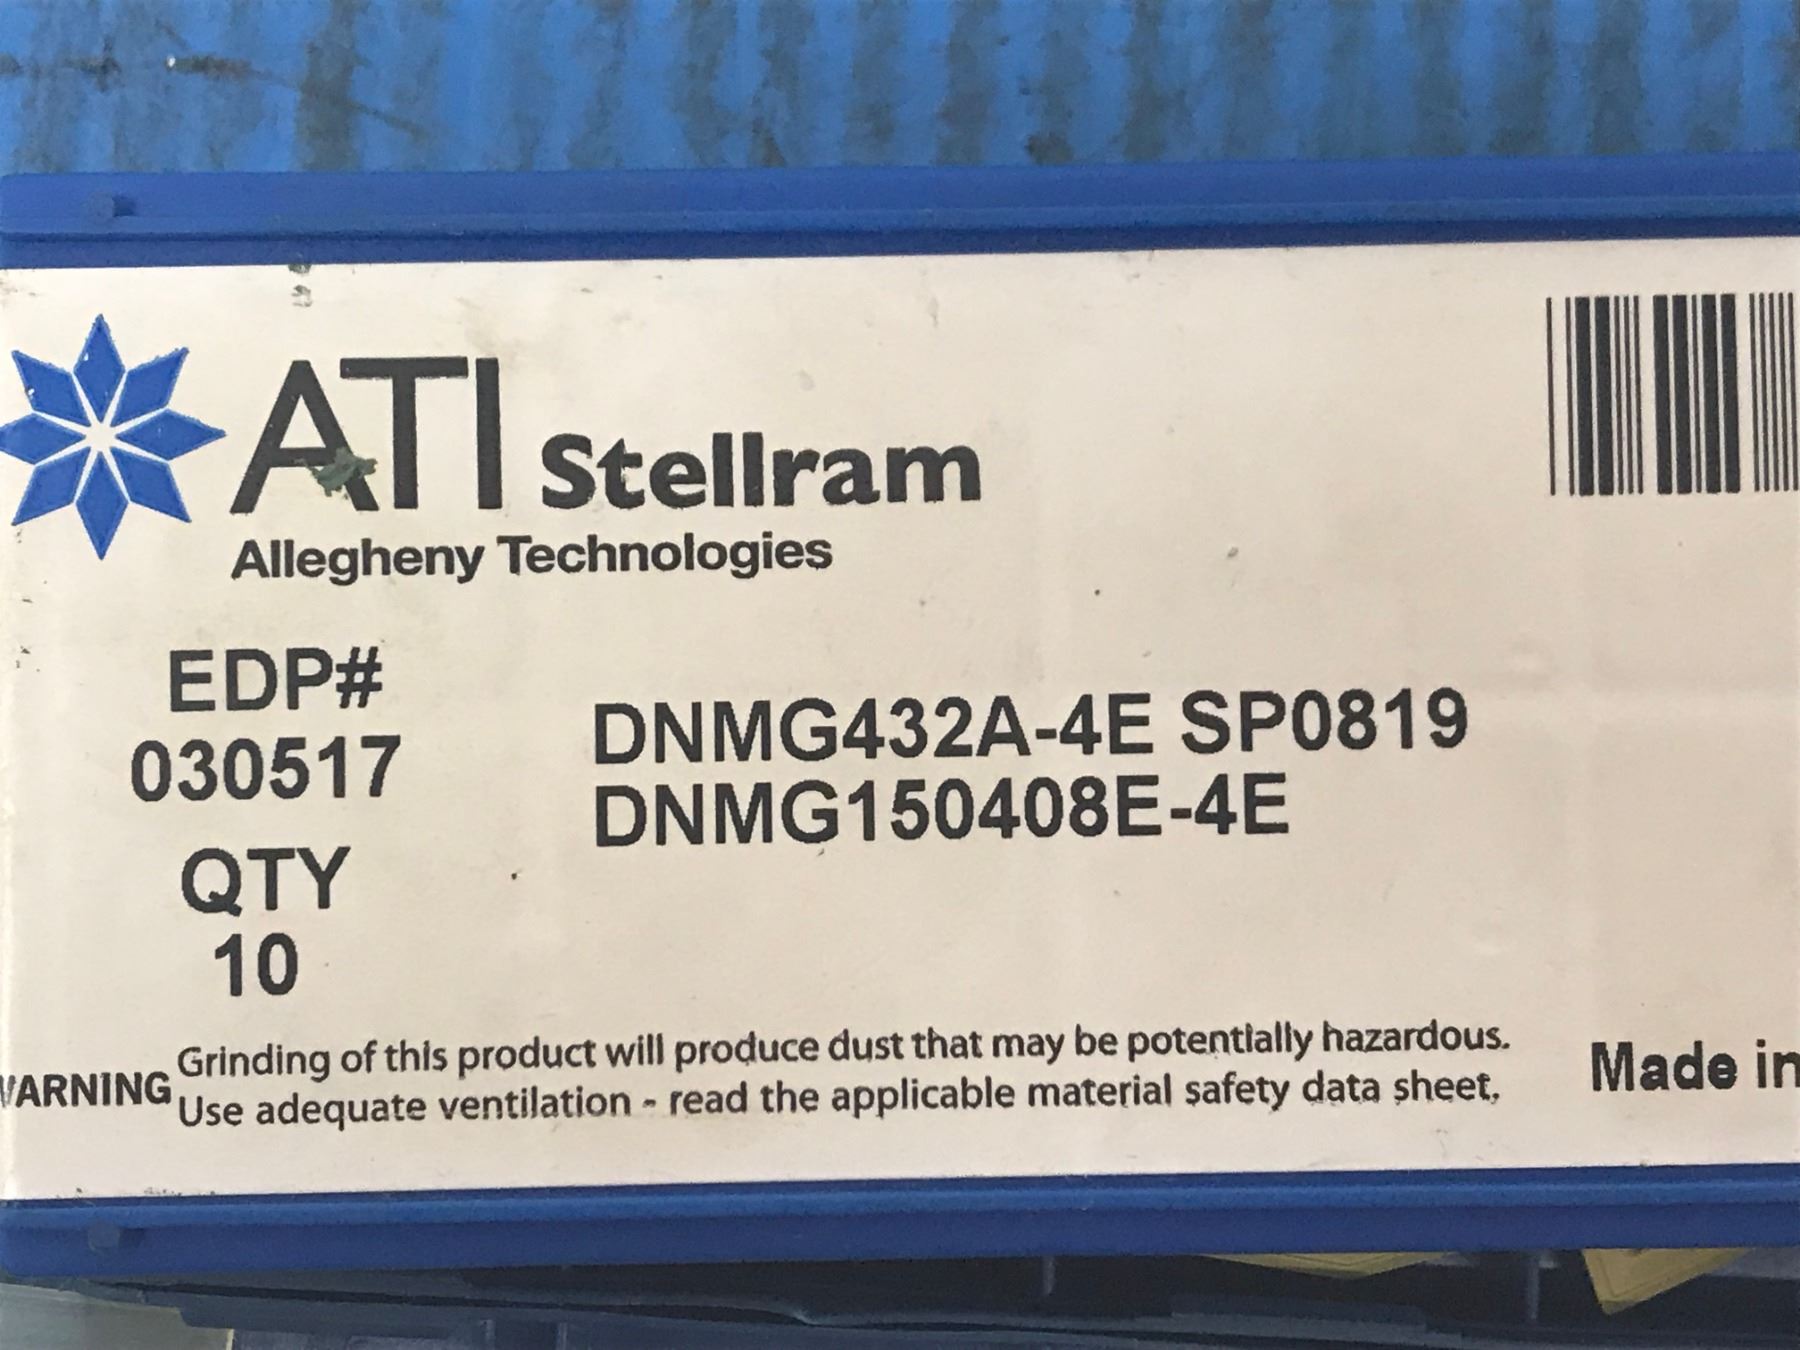 ATI Stellram
Allegheny Technologies
EDP#
030517
QTY
10
DNMG432A-4E SP0819
DNMG150408E-4E
WARNING
Grinding of this product will produce dust that may be potentially hazardous.
Use adequate ventilation - read the applicable material safety data sheet.
Made in